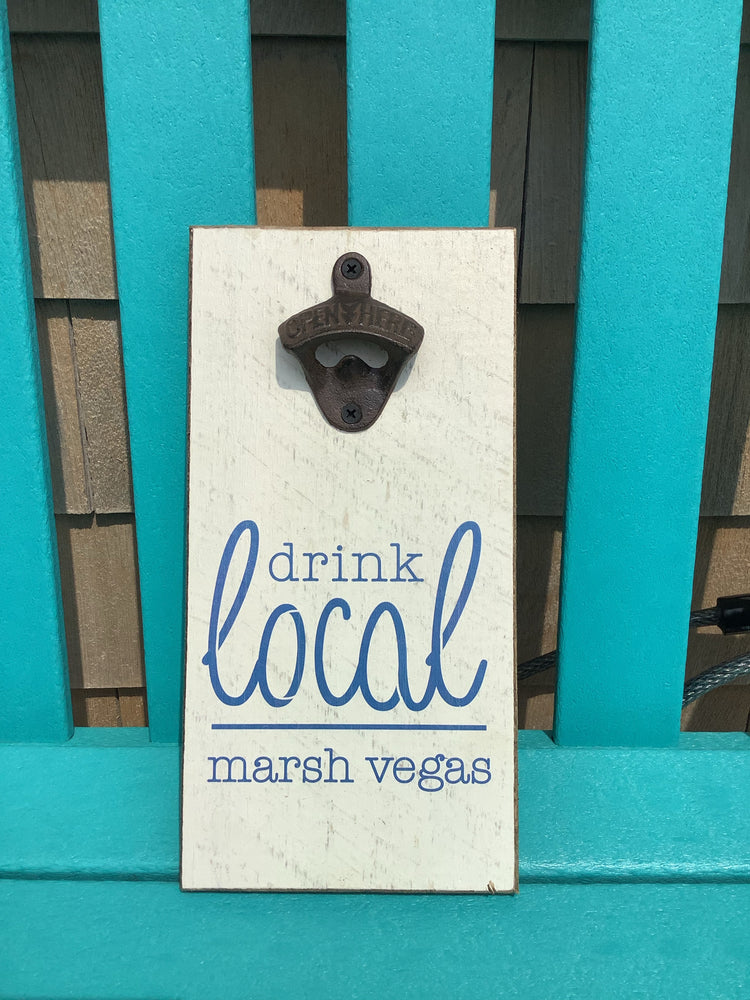 OPEN HERE
drink
local
marsh vegas